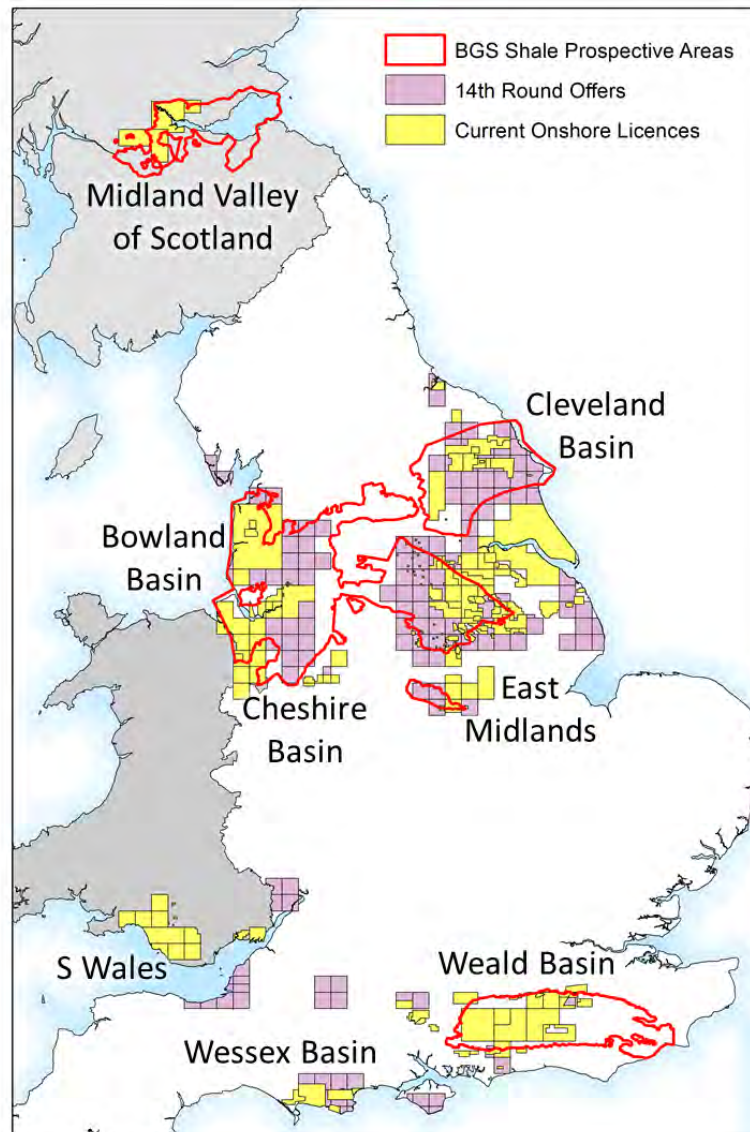 BGS Shale Prospective Areas
14th Round Offers
Current Onshore Licences
Midland Valley
of Scotland
Cleveland
Basin
Bowland
Basin
Cheshire
Basin
East
Midlands
S Wales
Weald Basin
Wessex Basin